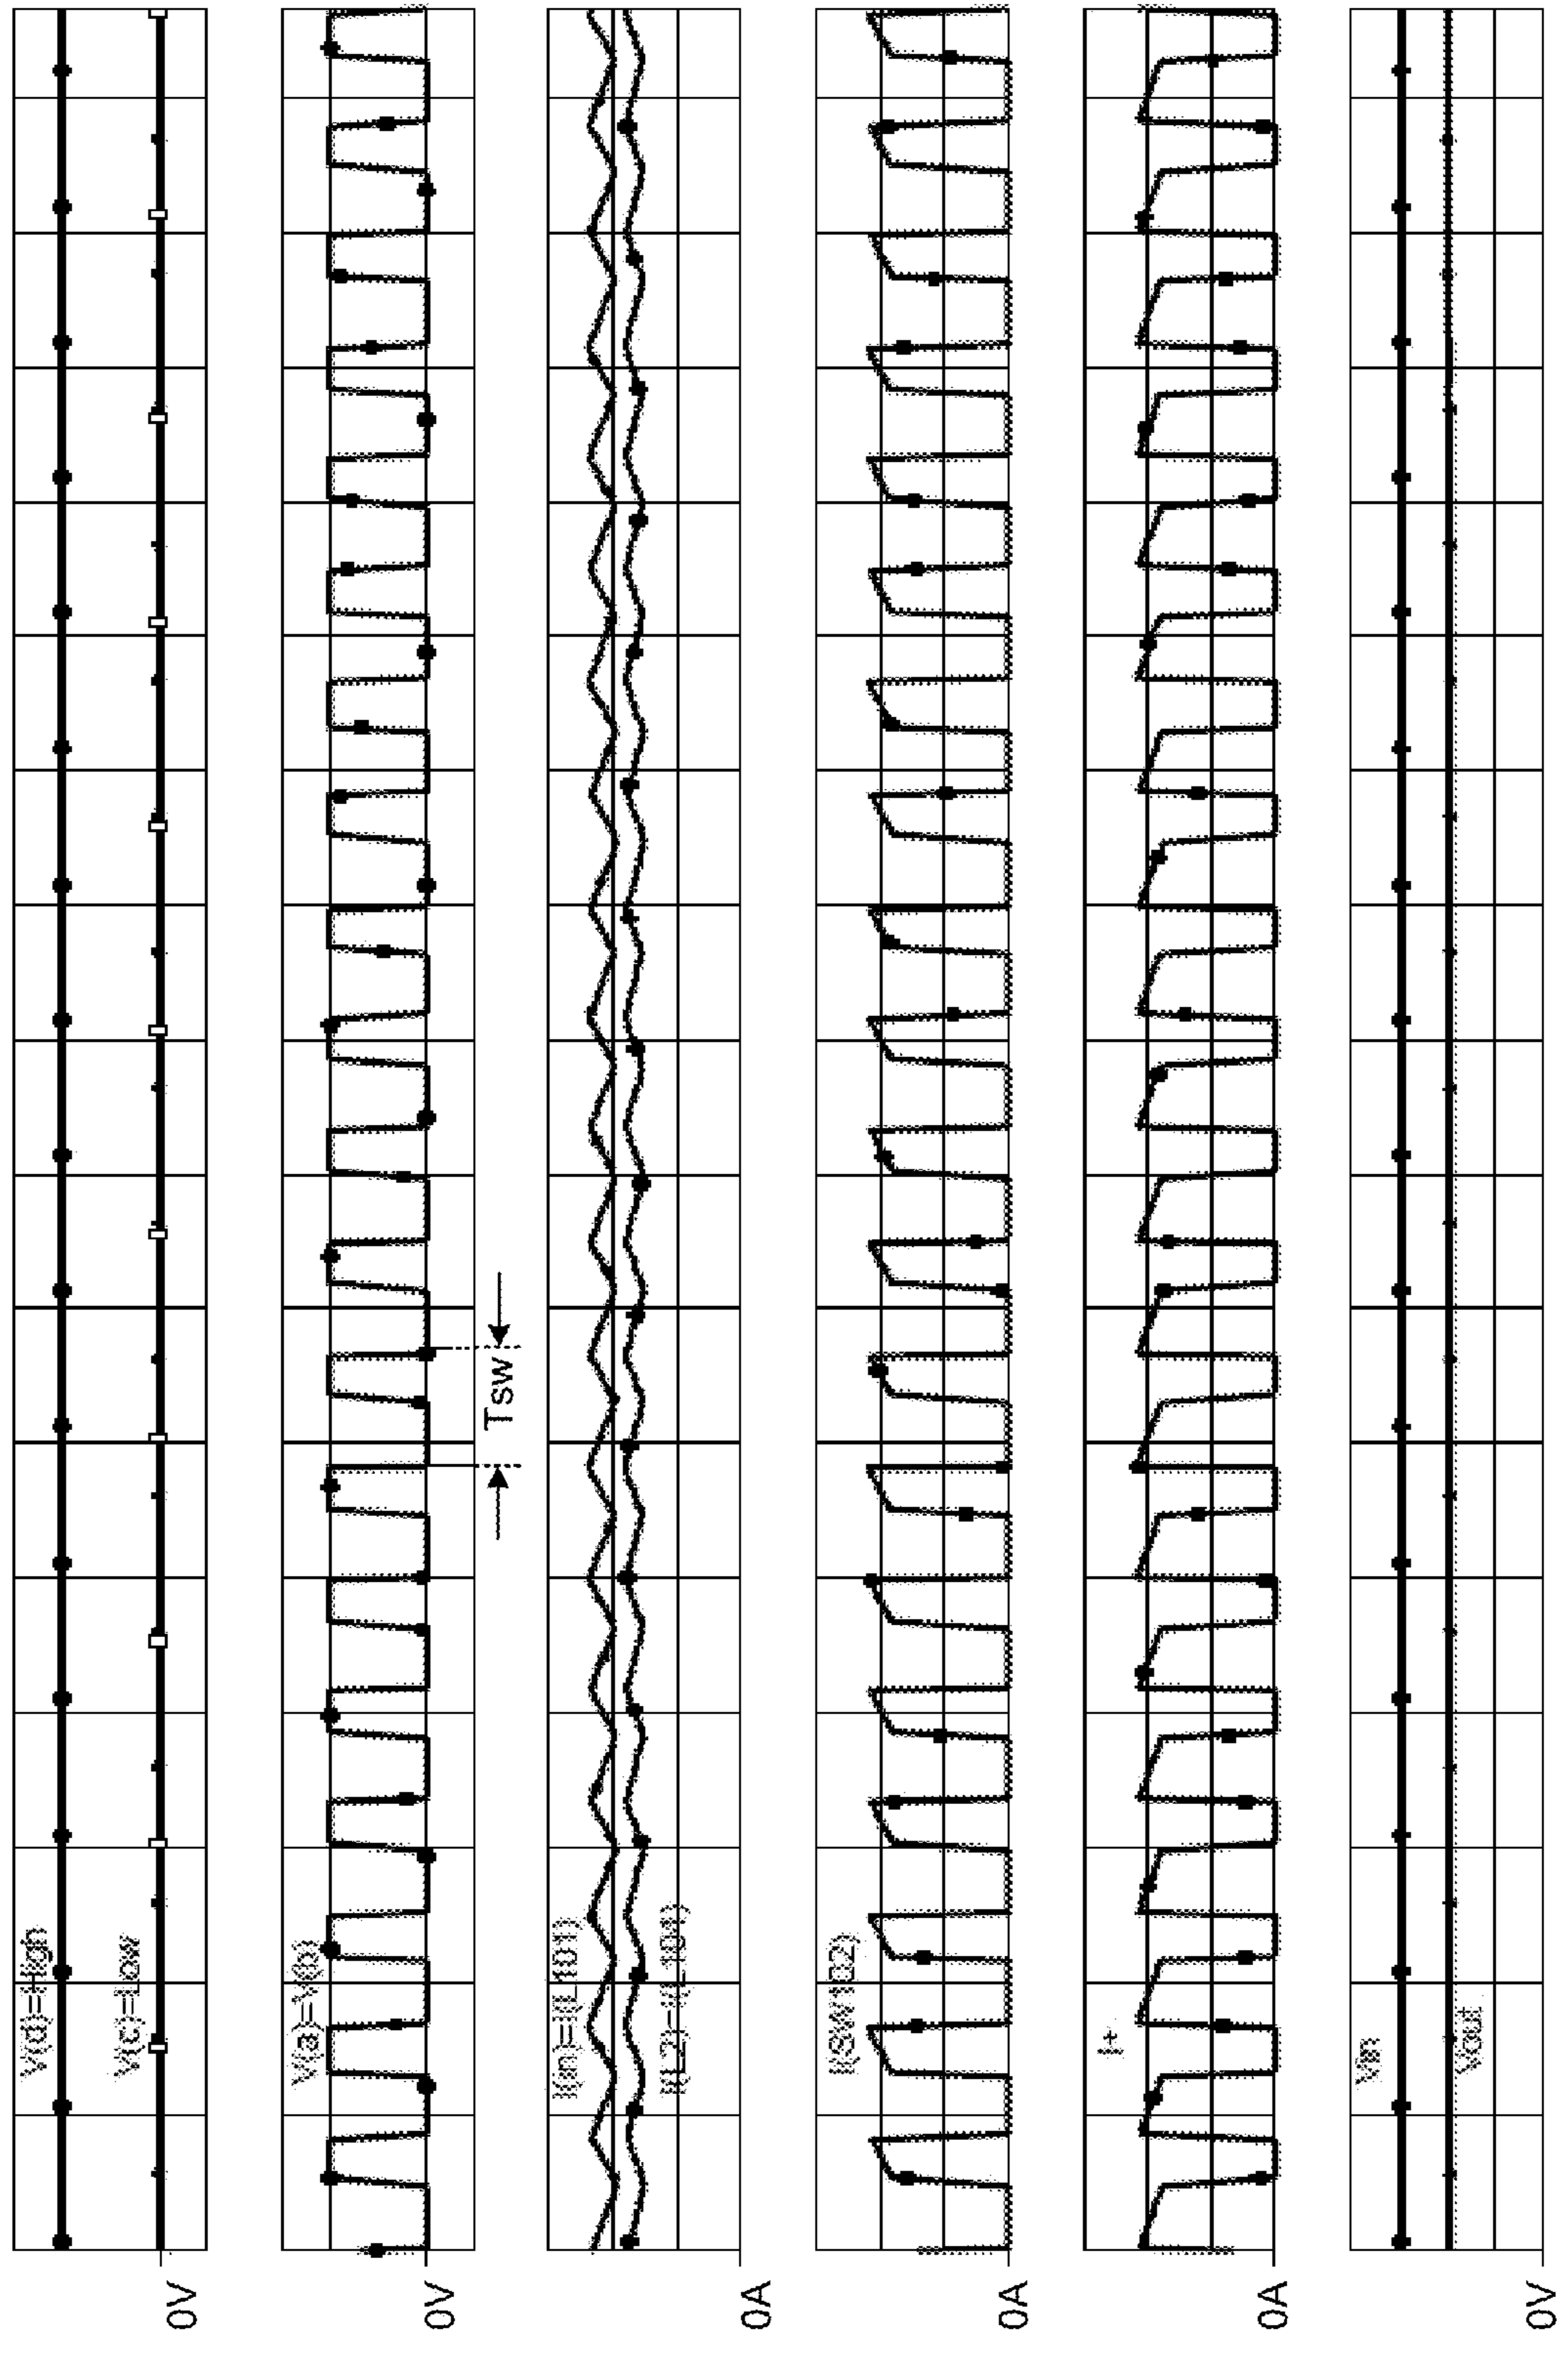 V(d)=High
V(c)=Low
0V
V(a)=V(b)
0V
Tsw
I(in)=I(L101)
I(L2)=I(L101)
0A
I(SW102)
0A
I+
0A
Vin
Vout
0V